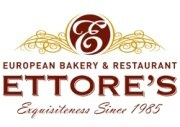 E
EUROPEAN BAKERY & RESTAURANT
ETTORE'S
Exquisiteness Since 1985